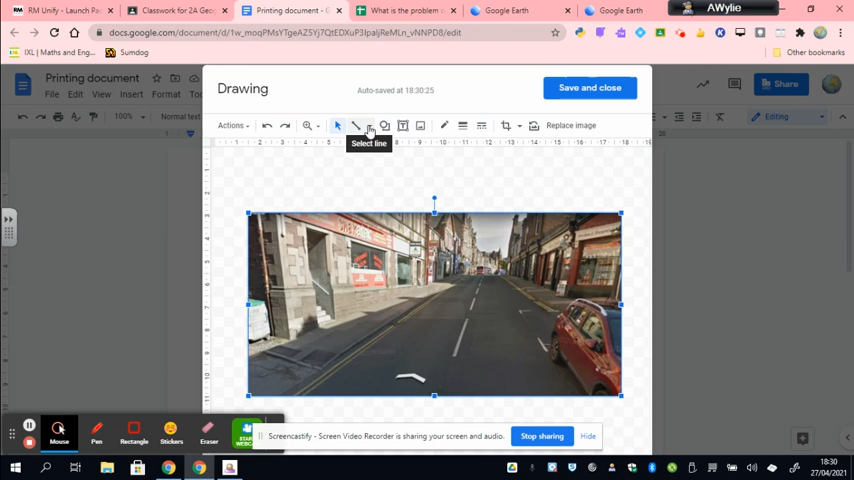 AWylie
RM Unify - Launch Pa
Classwork for 2A Geo
Printing document - G
What is the problem o
Google Earth
Google Earth
docs.google.com/document/d/1w_moqPMsYTgeAZ5Yj7QtEDXuP3IpaIjReMLn_vNNPD8/edit
IXL | Maths and Eng...
Sumdog
Other bookmarks
Printing document
File Edit View Insert Format
Share
100%
Normal text
Editing
Drawing
Auto-saved at 18:30:25
Save and close
Actions
Replace image
Select line
Mouse
Pen
Rectangle
Stickers
Eraser
Screencastify - Screen Video Recorder is sharing your screen and audio.
Stop sharing
Hide
18:30
27/04/2021